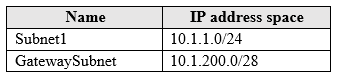 Name IP address space
Subnet1 10.1.1.0/24
GatewaySubnet 10.1.200.0/28